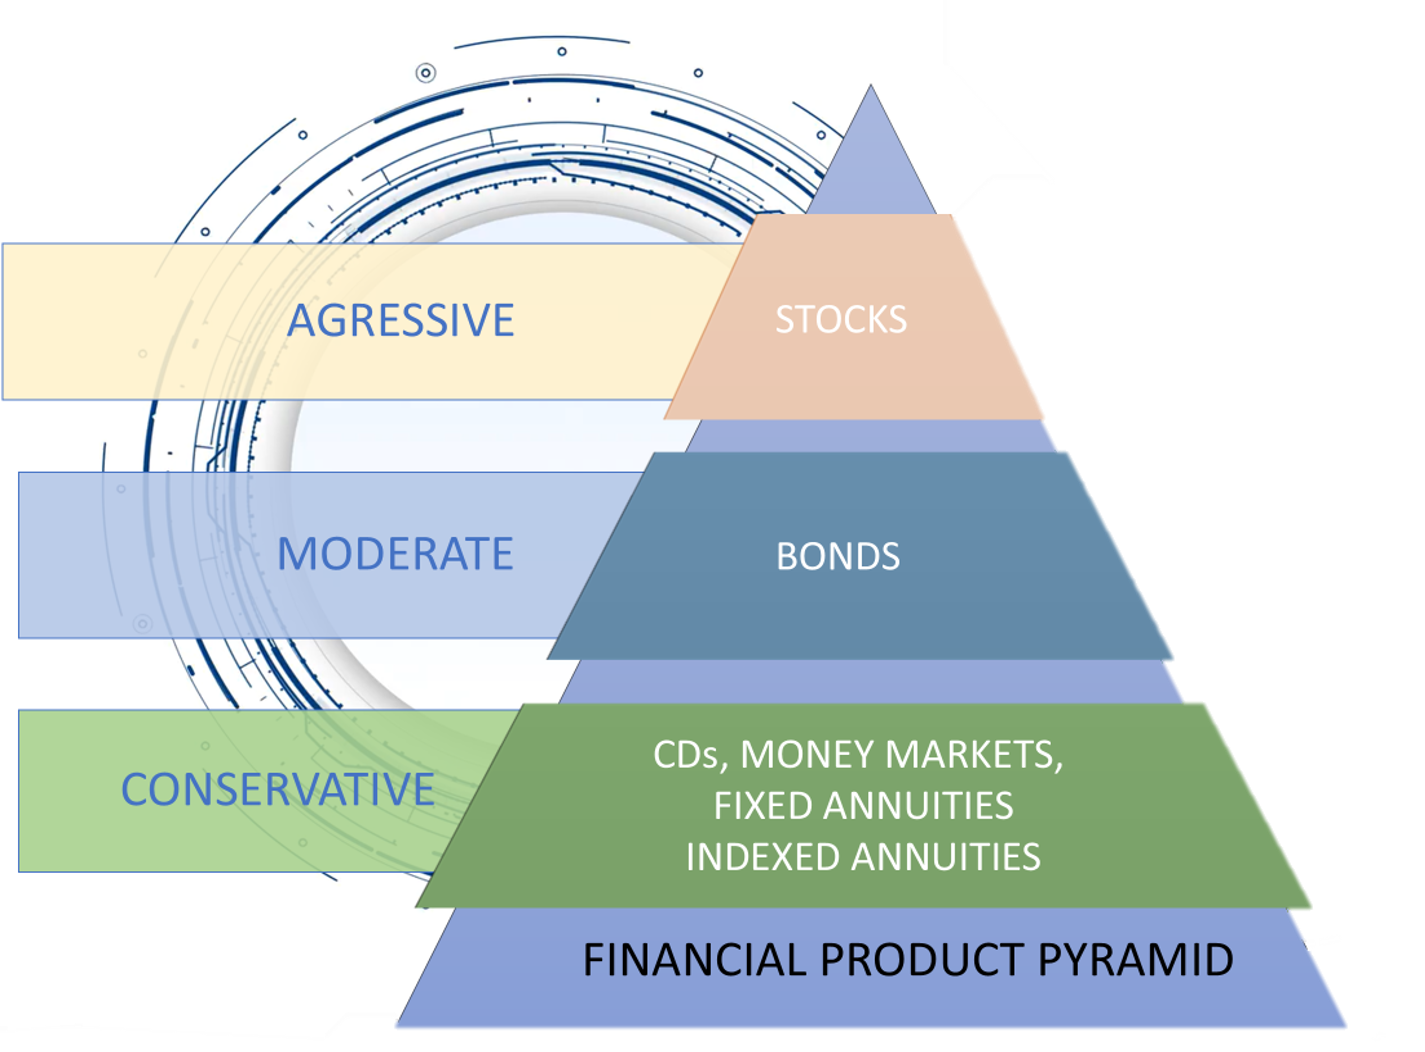 AGRESSIVE
STOCKS
MODERATE
BONDS
CONSERVATIVE
CDs, MONEY MARKETS,
FIXED ANNUITIES
INDEXED ANNUITIES
FINANCIAL PRODUCT PYRAMID